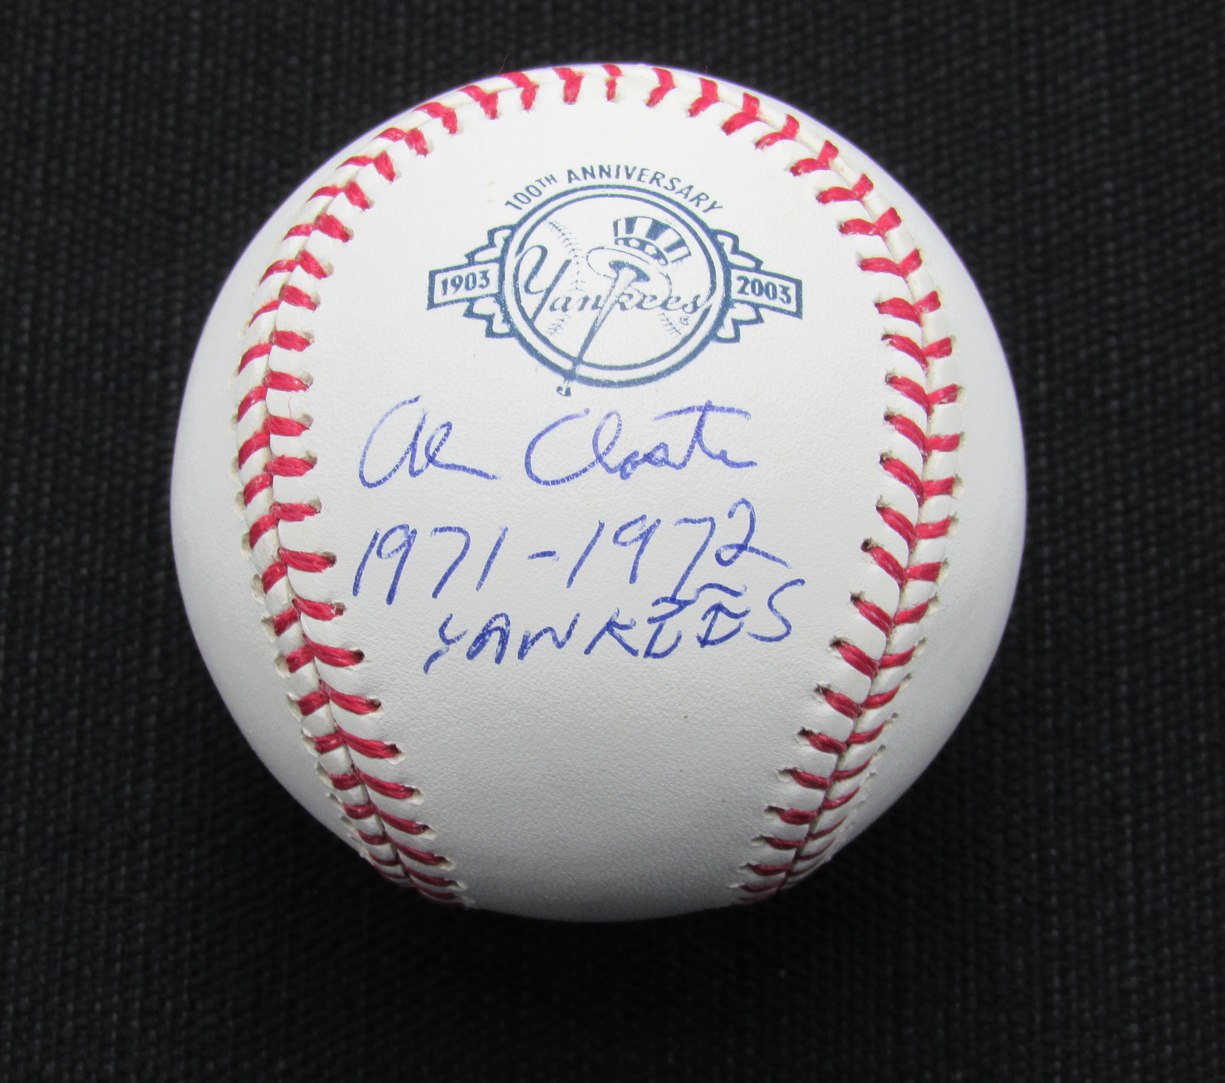 100TH ANNIVERSARY
1903 Yankees 2003
Al Closter
1971-1972
YANKEES